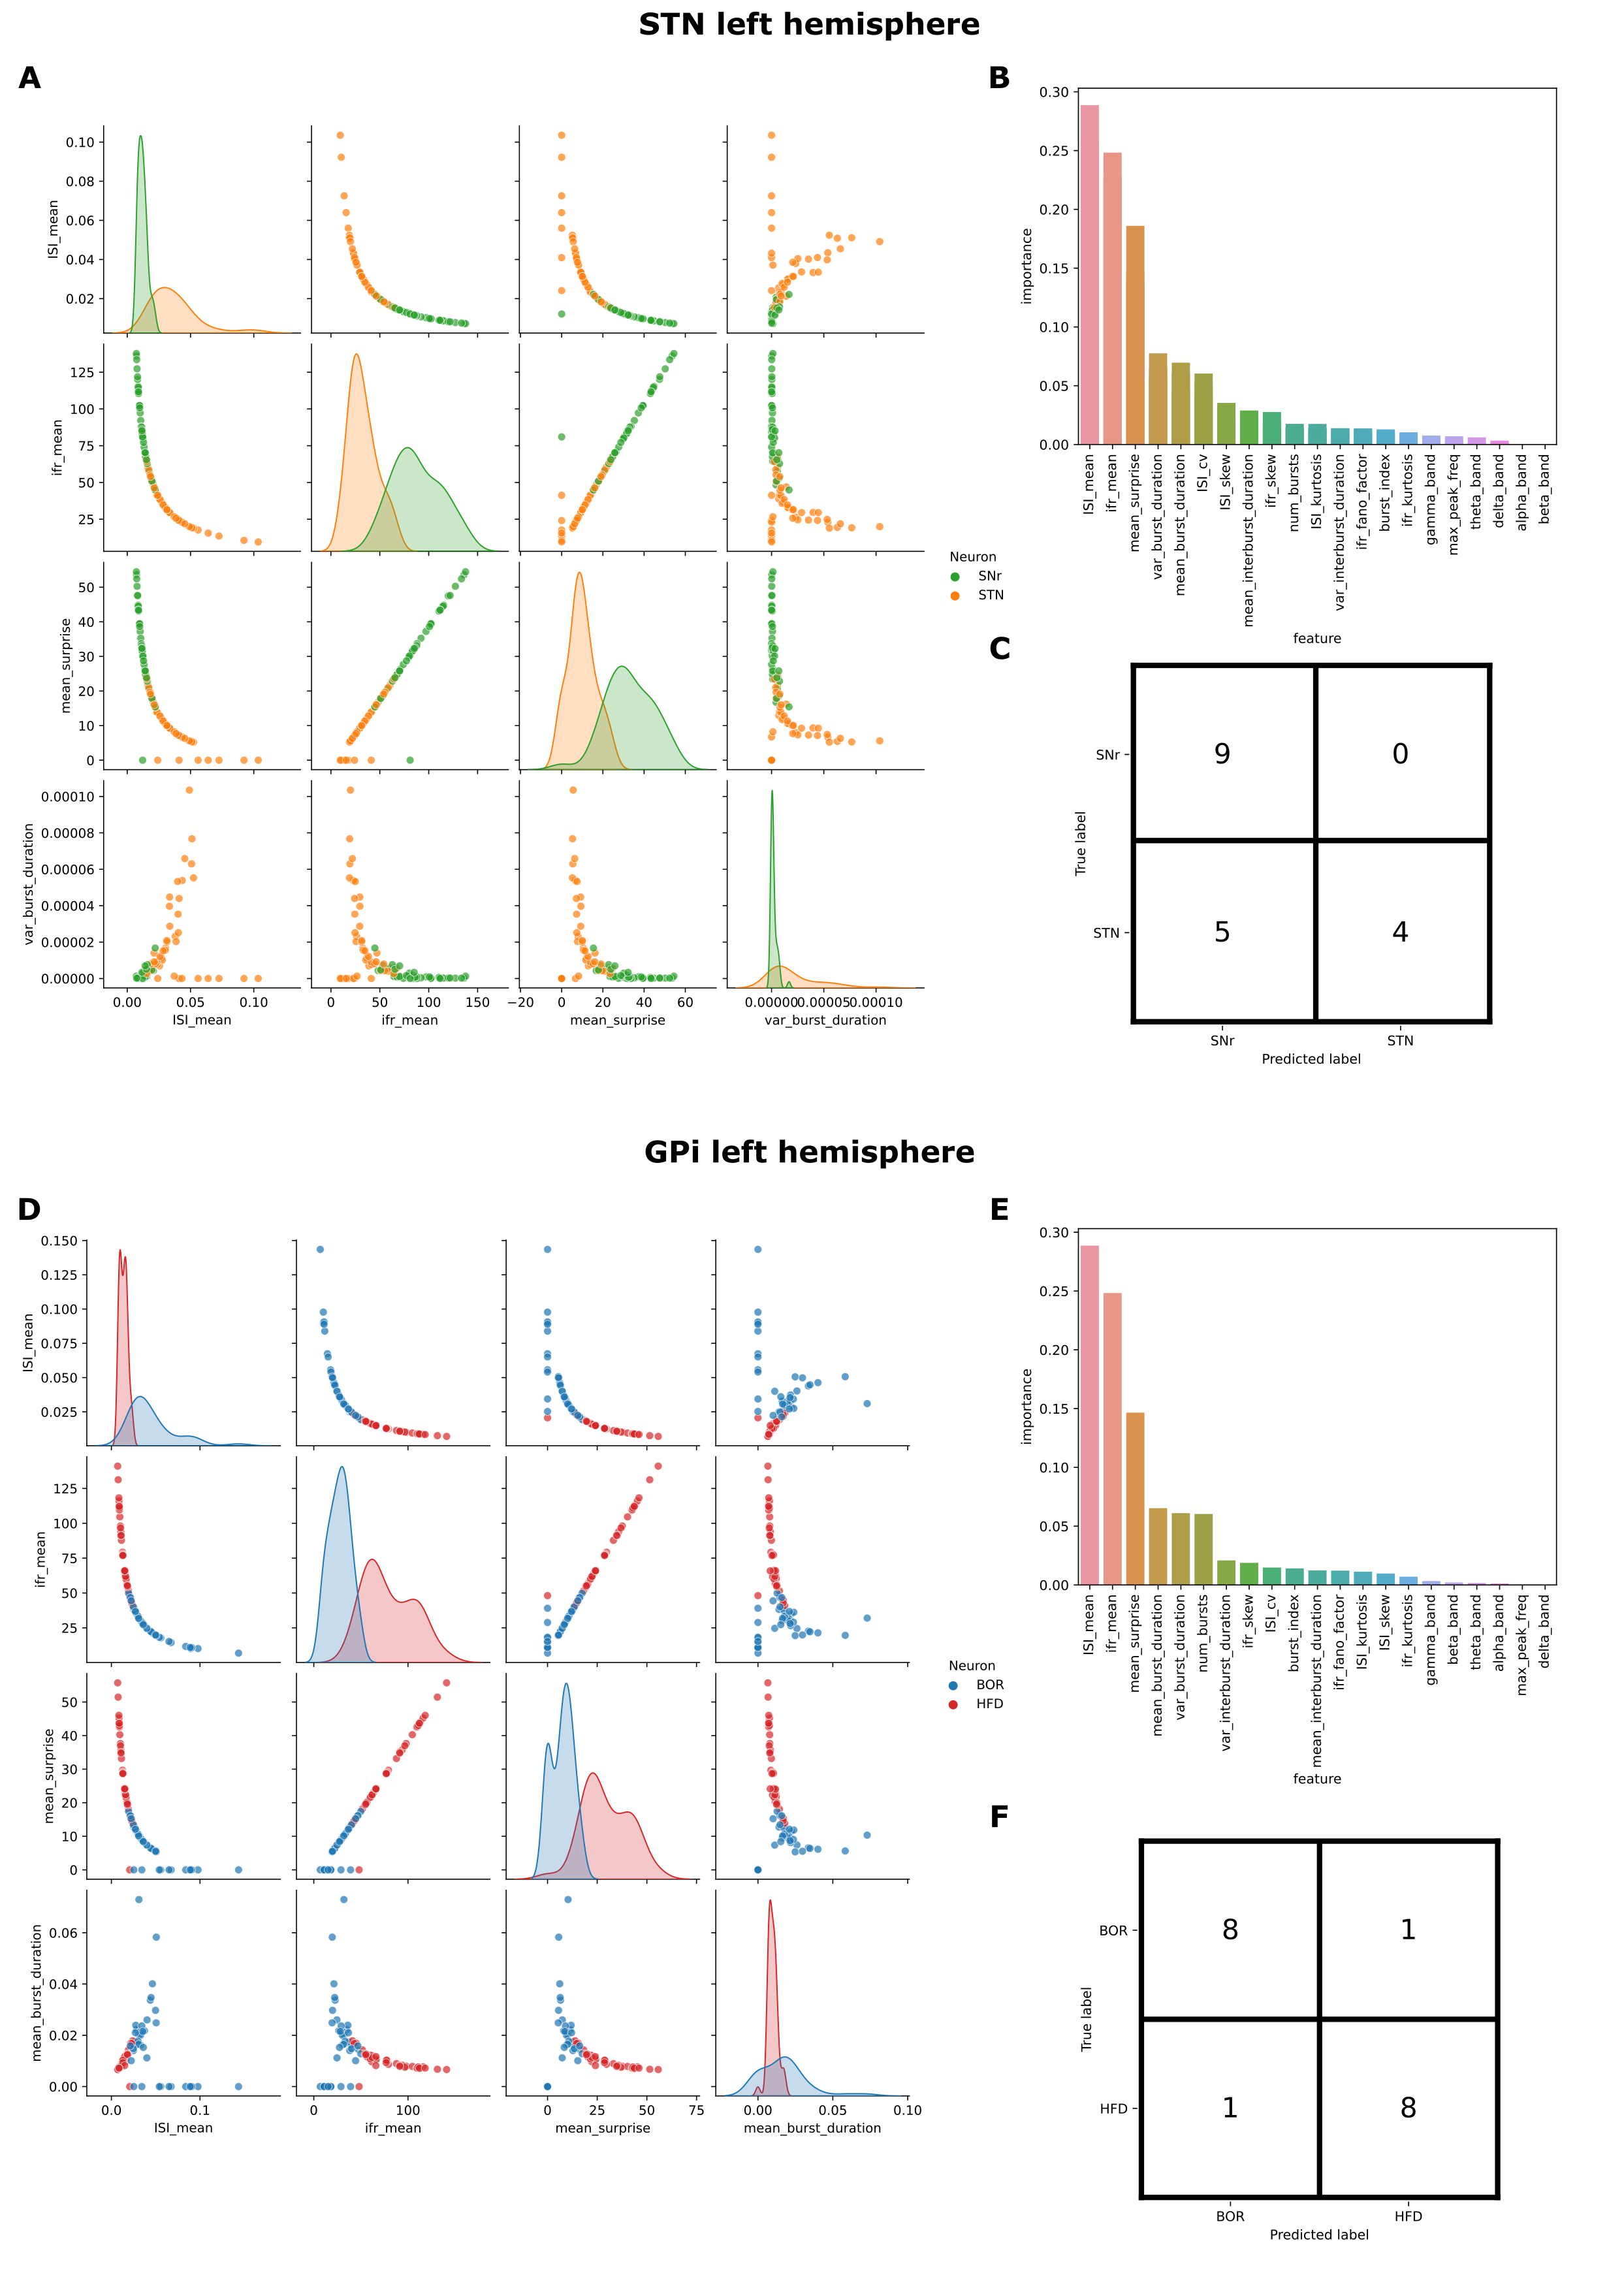 STN left hemisphere
A
ISI_mean
0.10
0.08
0.06
0.04
0.02
ifr_mean
125
100
75
50
25
mean_surprise
50
40
30
20
10
0
var_burst_duration
0.00010
0.00008
0.00006
0.00004
0.00002
0.00000
0.00 0.05 0.10
ISI_mean
0 50 100 150
ifr_mean
−20 0 20 40 60
mean_surprise
0.00000 0.00005 0.00010
var_burst_duration
Neuron
SNr
STN
B
importance
0.30
0.25
0.20
0.15
0.10
0.05
0.00
ISI_mean
ifr_mean
mean_surprise
var_burst_duration
mean_burst_duration
ISI_cv
ISI_skew
mean_interburst_duration
ifr_skew
num_bursts
ISI_kurtosis
var_interburst_duration
ifr_fano_factor
burst_index
ifr_kurtosis
gamma_band
max_peak_freq
theta_band
delta_band
alpha_band
beta_band
feature
C
True label
SNr 9 0
STN 5 4
SNr STN
Predicted label
GPi left hemisphere
D
ISI_mean
0.150
0.125
0.100
0.075
0.050
0.025
ifr_mean
125
100
75
50
25
mean_surprise
50
40
30
20
10
0
mean_burst_duration
0.06
0.04
0.02
0.00
0.0 0.1
ISI_mean
0 100
ifr_mean
0 25 50 75
mean_surprise
0.00 0.05 0.10
mean_burst_duration
Neuron
BOR
HFD
E
importance
0.30
0.25
0.20
0.15
0.10
0.05
0.00
ISI_mean
ifr_mean
mean_surprise
mean_burst_duration
var_burst_duration
num_bursts
var_interburst_duration
ifr_skew
ISI_cv
burst_index
mean_interburst_duration
ifr_fano_factor
ISI_kurtosis
ISI_skew
ifr_kurtosis
gamma_band
beta_band
theta_band
alpha_band
max_peak_freq
delta_band
feature
F
True label
BOR 8 1
HFD 1 8
BOR HFD
Predicted label